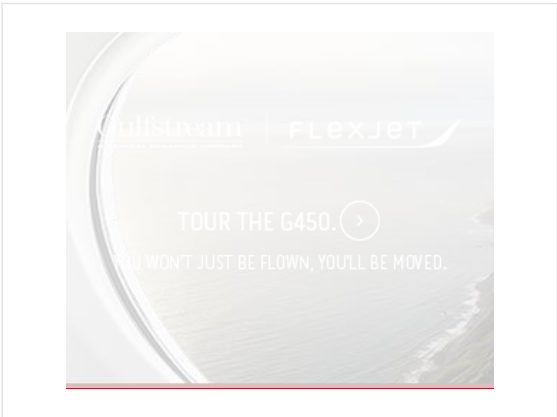 Gulfstream FLEXJET
TOUR THE G450.
YOU WON'T JUST BE FLOWN, YOU'LL BE MOVED.